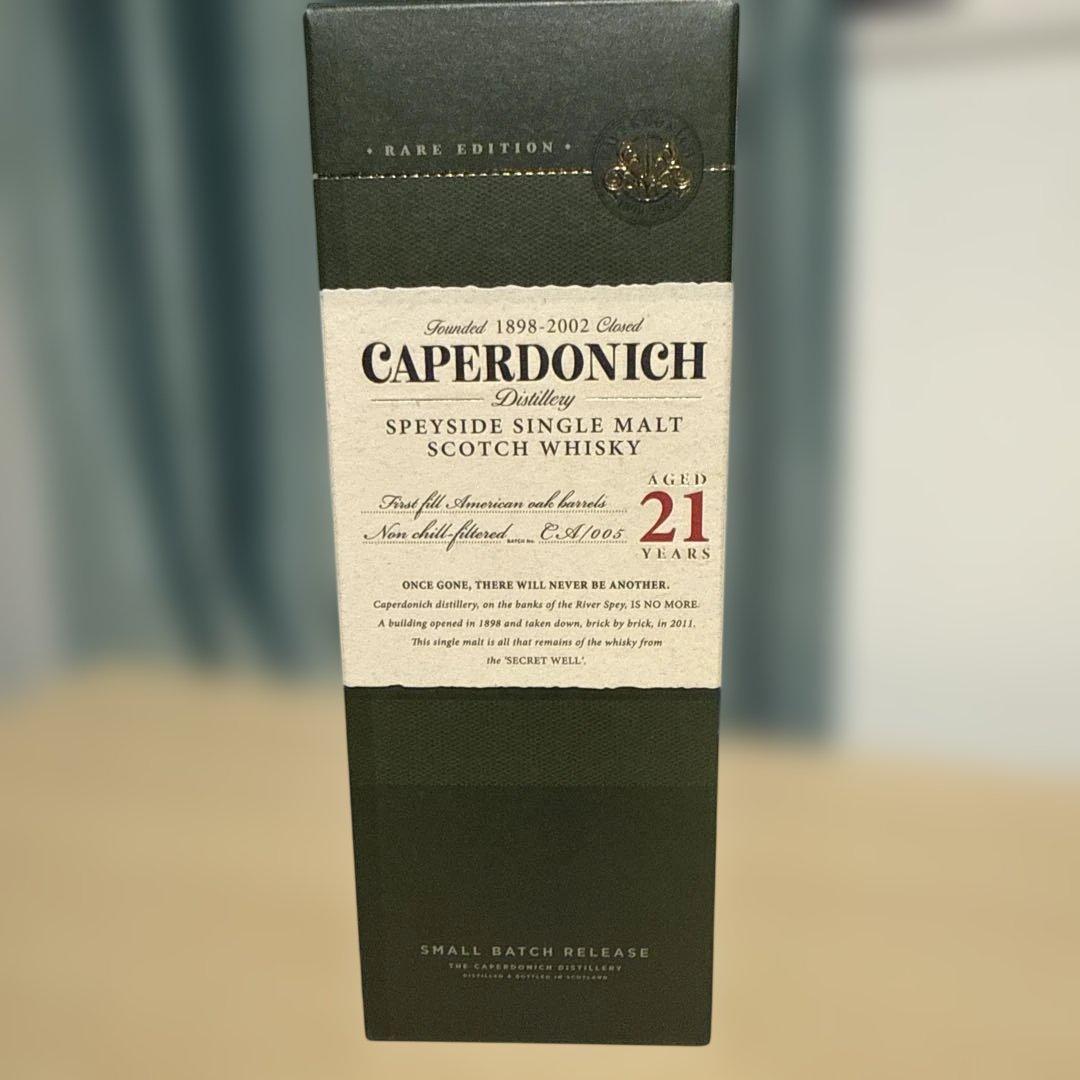 • RARE EDITION •
Founded 1898-2002 Closed
CAPERDONICH
Distillery
SPEYSIDE SINGLE MALT
SCOTCH WHISKY
First fill American oak barrels
Non chill-filtered BATCH No. CA/005
AGED
21
YEARS
ONCE GONE, THERE WILL NEVER BE ANOTHER.
Caperdonich distillery, on the banks of the River Spey, IS NO MORE.
A building opened in 1898 and taken down, brick by brick, in 2011.
This single malt is all that remains of the whisky from
the 'SECRET WELL'.
SMALL BATCH RELEASE
THE CAPERDONICH DISTILLERY
DISTILLED & BOTTLED IN SCOTLAND